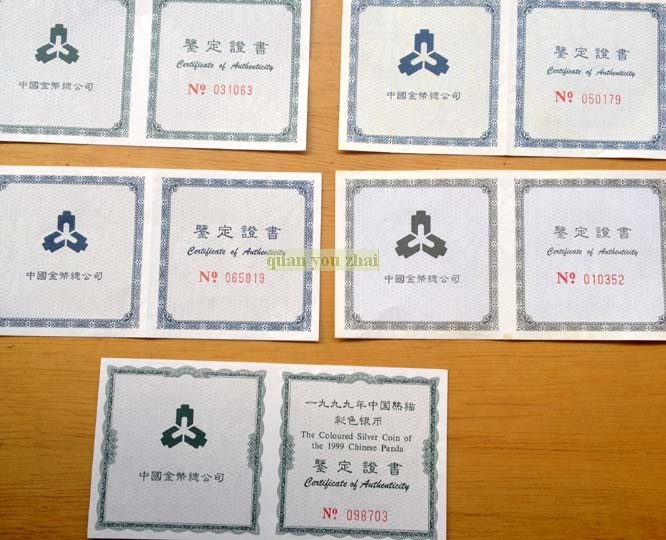 中國金幣總公司
鑒定證書
Certificate of Authenticity
Nº 031063
中國金幣總公司
鑒定證書
Certificate of Authenticity
Nº 050179
中國金幣總公司
鑒定證書
Certificate of Authenticity
Nº 065819
quan you zhai
中國金幣總公司
鑒定證書
Certificate of Authenticity
Nº 010352
中國金幣總公司
一九九九年中国熊猫
彩色银币
The Coloured Silver Coin of
the 1999 Chinese Panda
鑒定證書
Certificate of Authenticity
Nº 098703